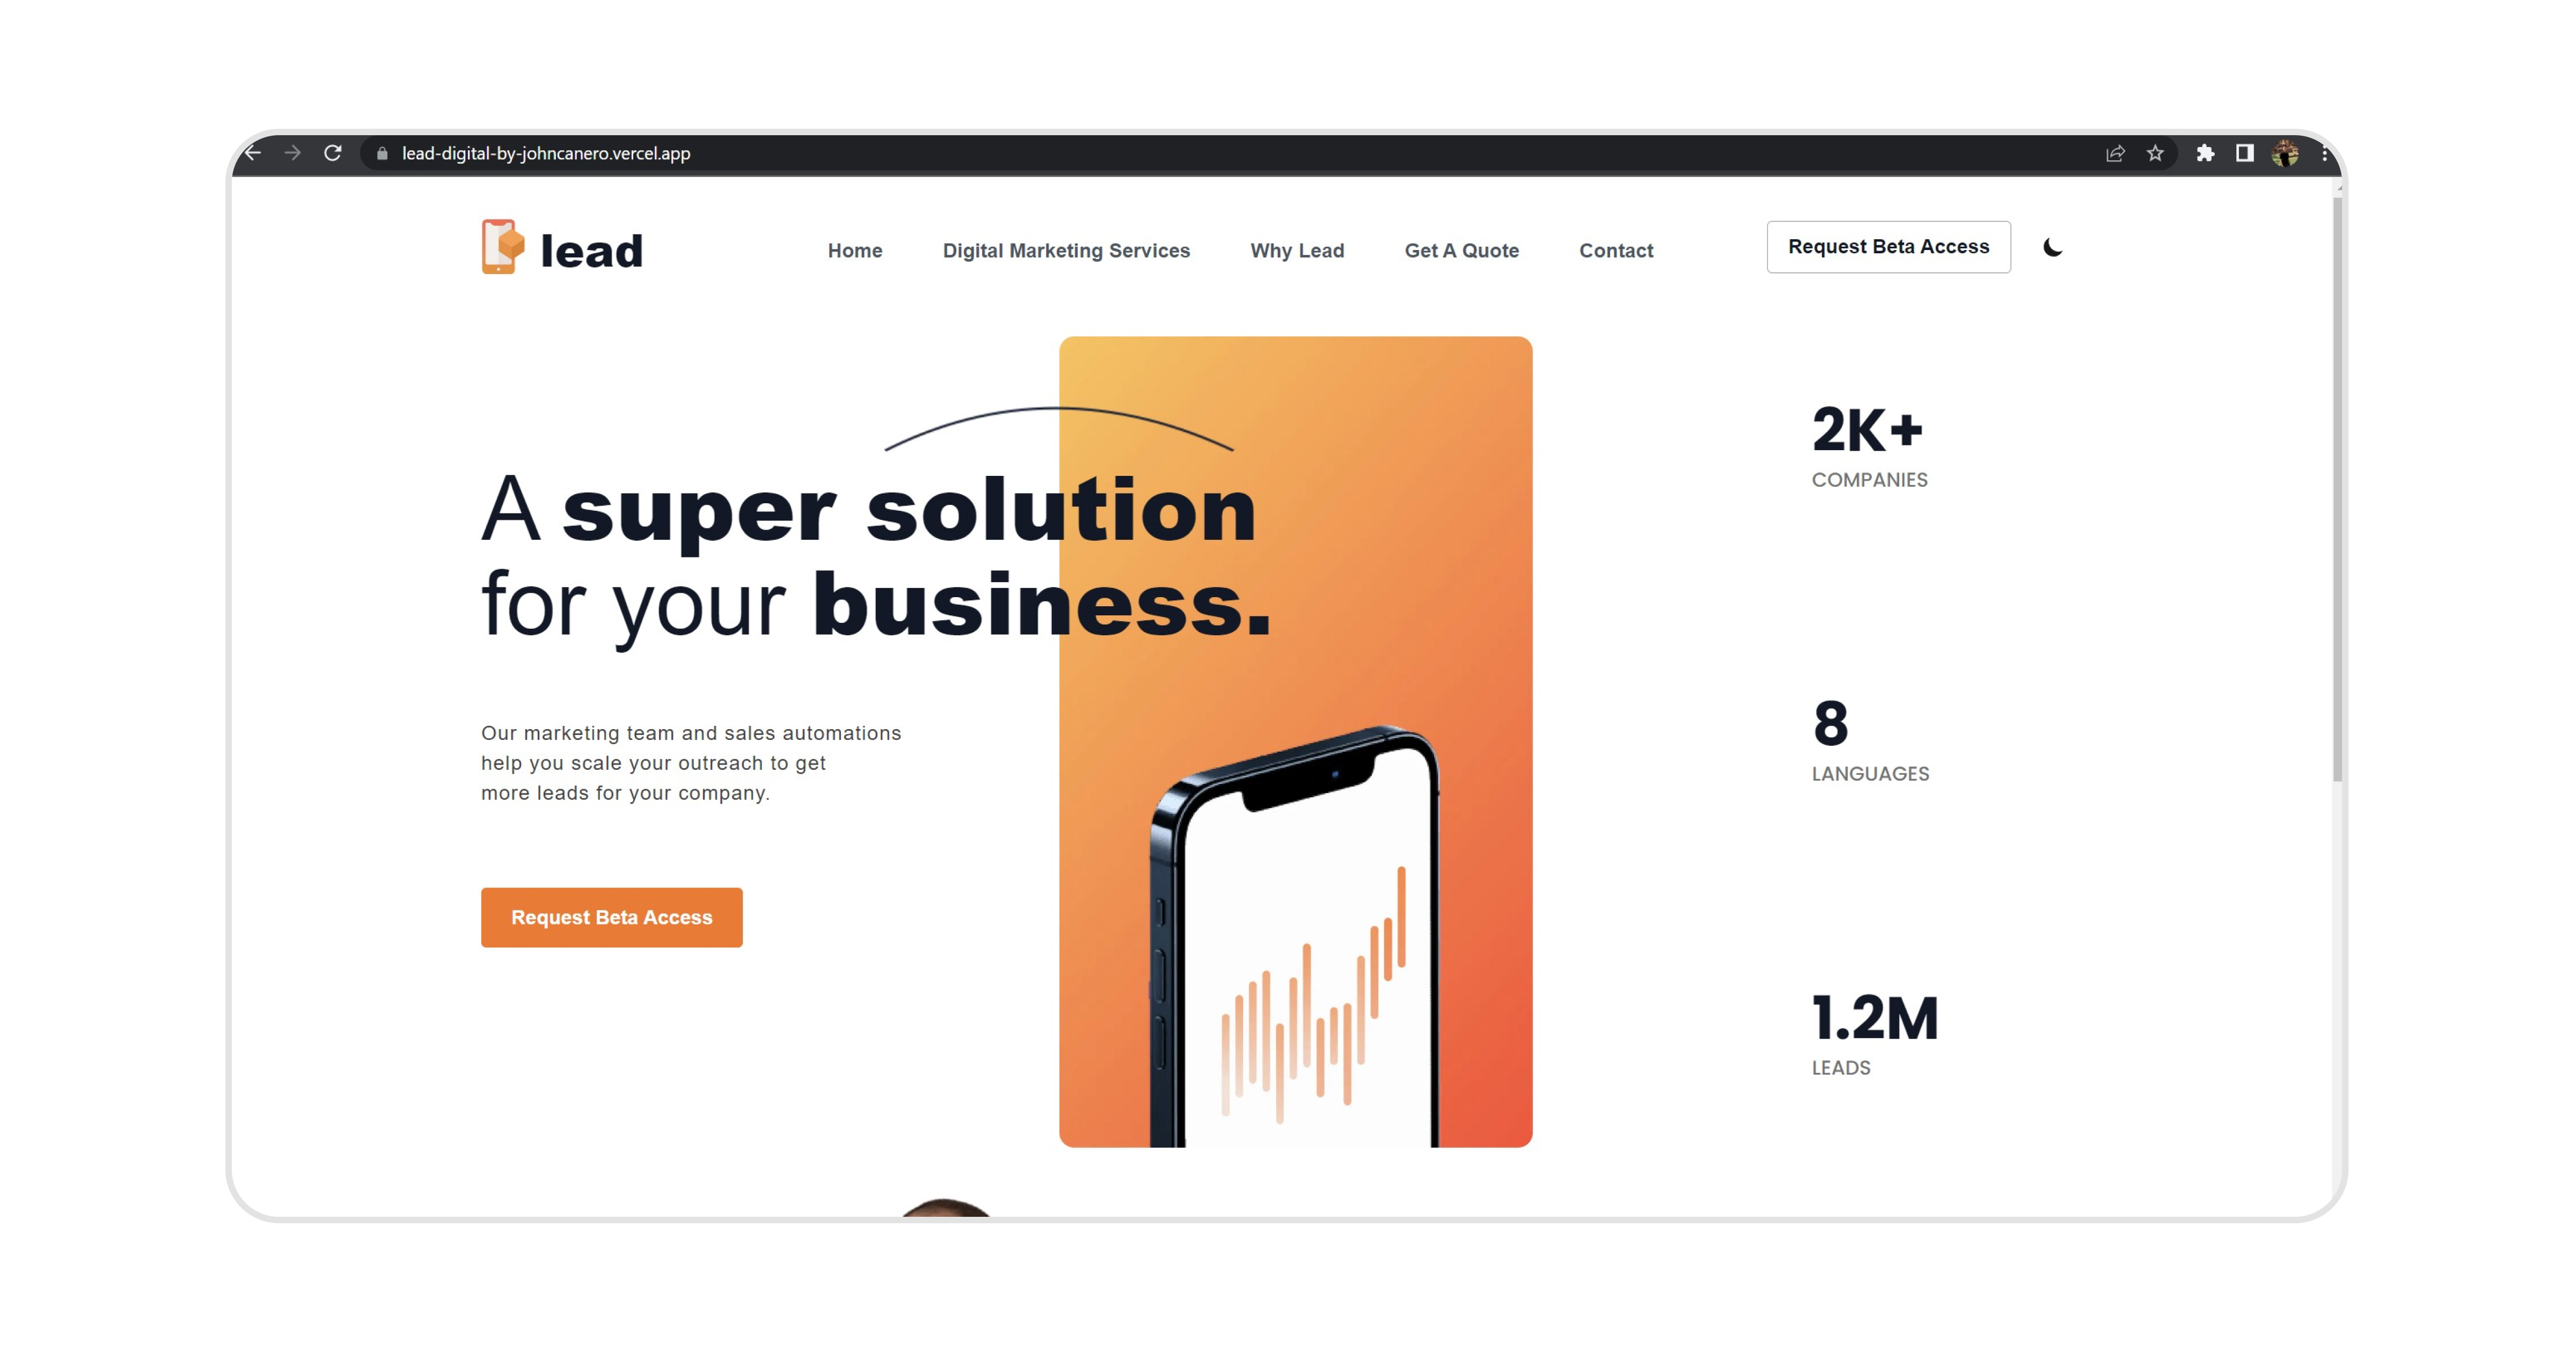 lead-digital-by-johncanero.vercel.app
lead
Home
Digital Marketing Services
Why Lead
Get A Quote
Contact
Request Beta Access
A super solution
for your business.
Our marketing team and sales automations
help you scale your outreach to get
more leads for your company.
Request Beta Access
2K+
COMPANIES
8
LANGUAGES
1.2M
LEADS